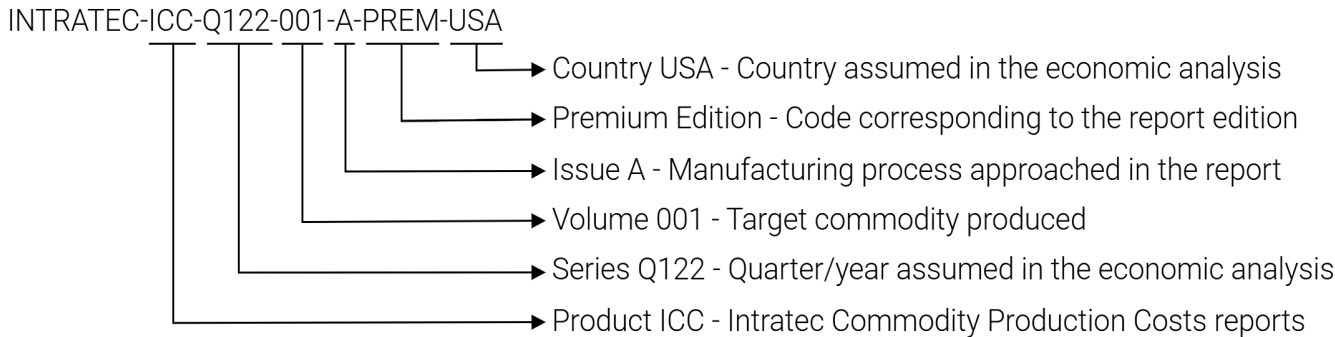 INTRATEC-ICC-Q122-001-A-PREM-USA
Country USA - Country assumed in the economic analysis
Premium Edition - Code corresponding to the report edition
Issue A - Manufacturing process approached in the report
Volume 001 - Target commodity produced
Series Q122 - Quarter/year assumed in the economic analysis
Product ICC - Intratec Commodity Production Costs reports